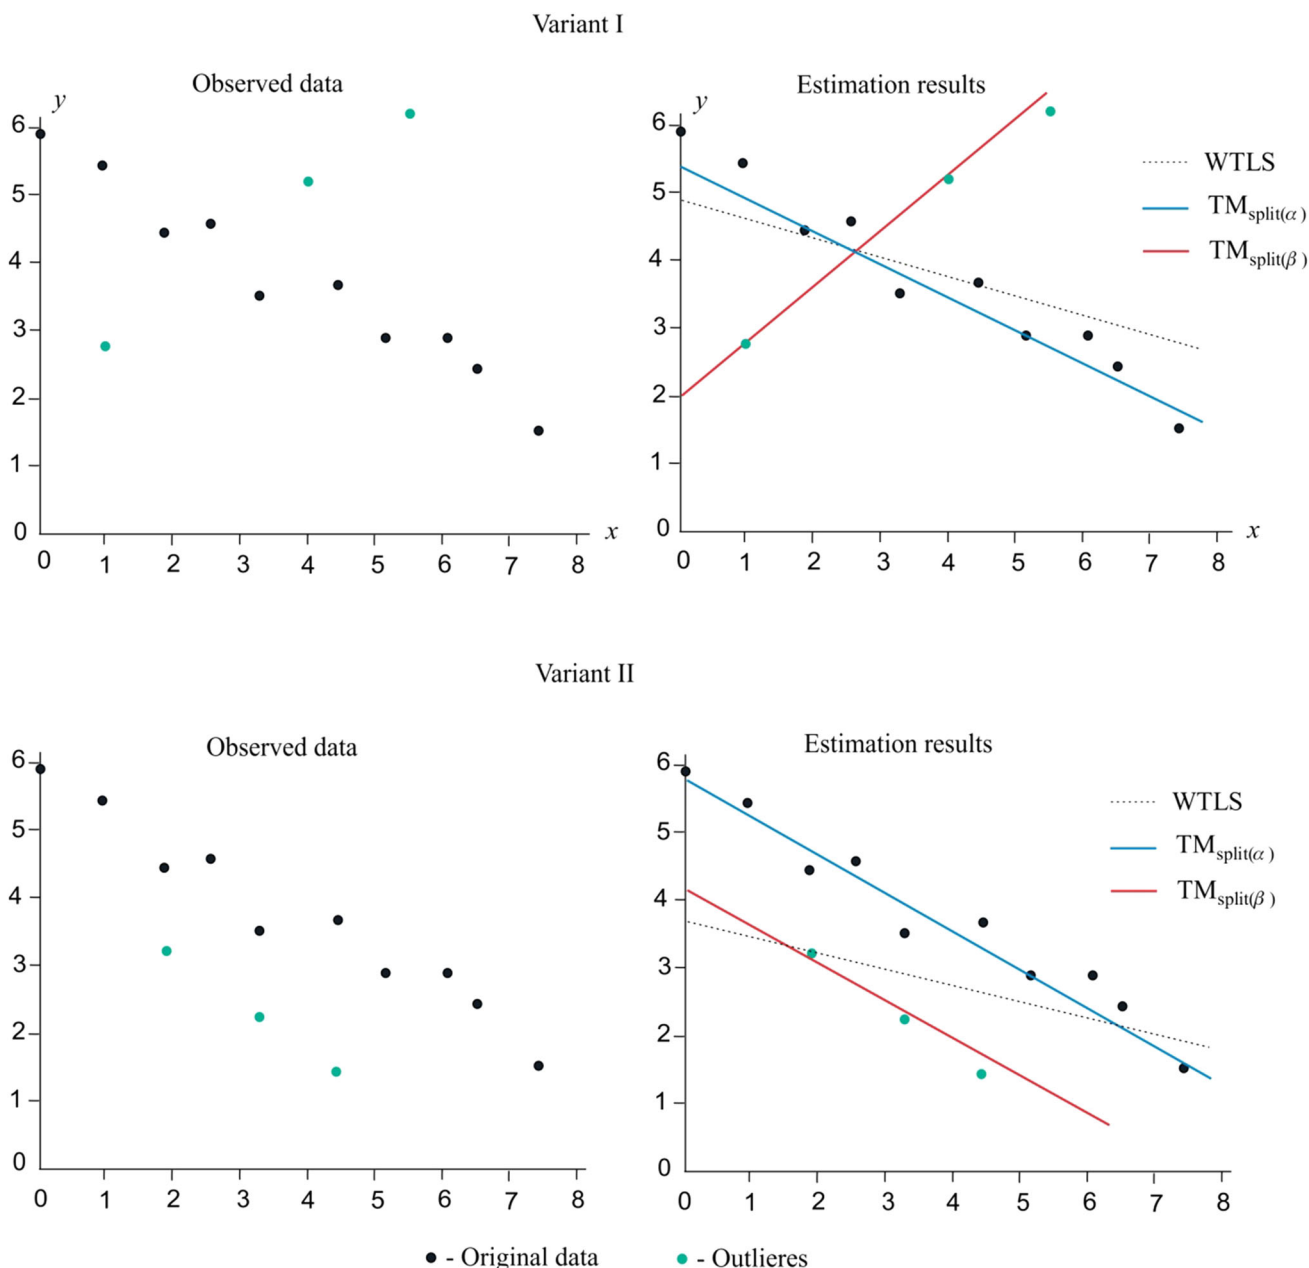 Variant I
Observed data
y
6
5
4
3
2
1
0
0 1 2 3 4 5 6 7 8
x
Estimation results
y
6
5
4
3
2
1
0
0 1 2 3 4 5 6 7 8
x
WTLS
TMsplit(α)
TMsplit(β)
Variant II
Observed data
6
5
4
3
2
1
0
0 1 2 3 4 5 6 7 8
Estimation results
6
5
4
3
2
1
0
0 1 2 3 4 5 6 7 8
WTLS
TMsplit(α)
TMsplit(β)
- Original data
- Outlieres